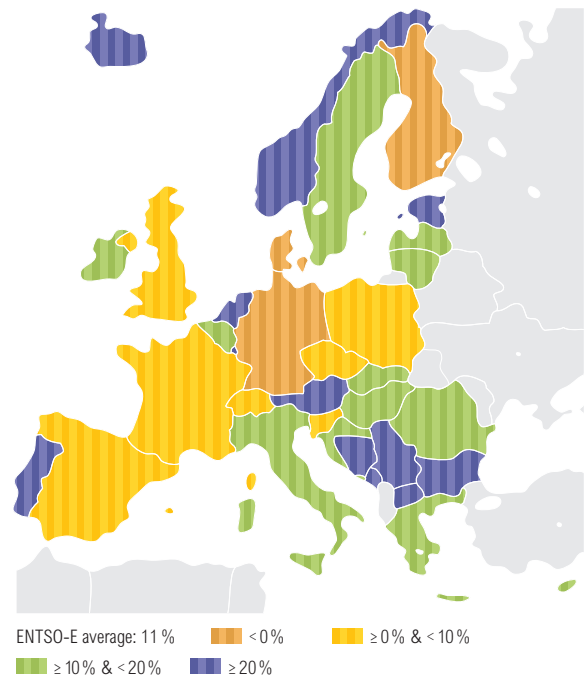 ENTSO-E average: 11 % < 0 % ≥ 0 % & < 10 %
≥ 10 % & < 20 % ≥ 20 %